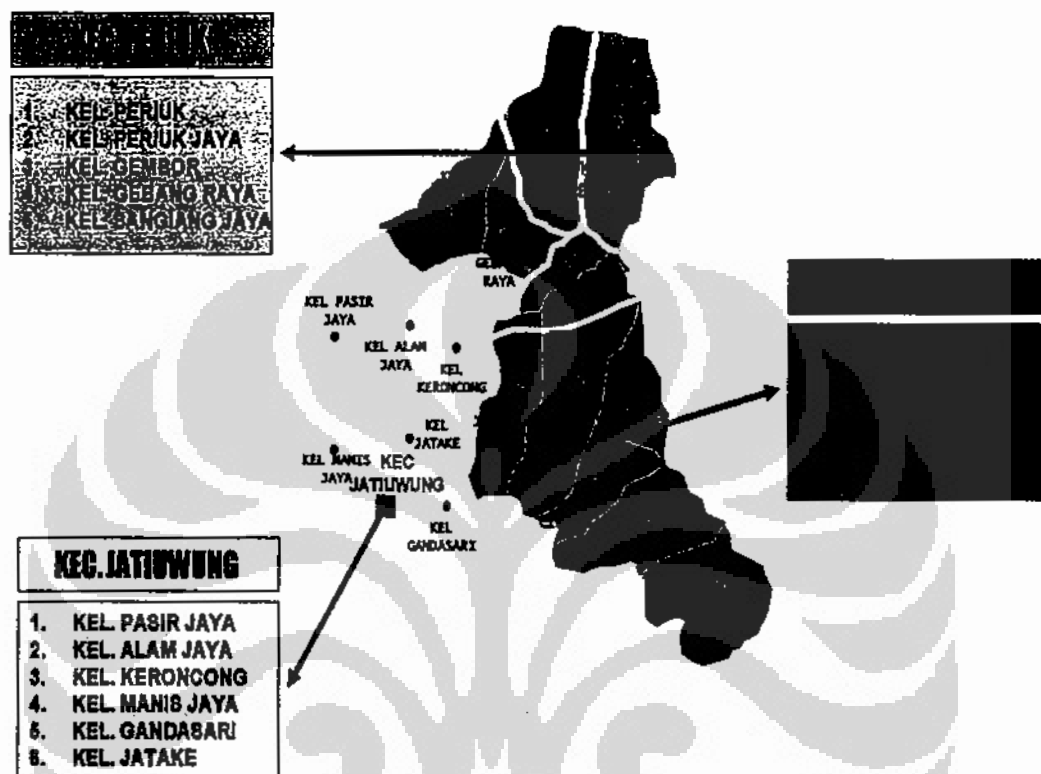 KEC. PERIUK
1. KEL. PERIUK
2. KEL. PERIUK JAYA
3. KEL. GEMBOR
4. KEL. GEBANG RAYA
5. KEL. SANGIANG JAYA
RAYA
KEL PASIR
JAYA
KEL ALAM
JAYA
KEL
KERONCONG
KEL
JATAKE
KEL MANIS
JAYA
KEC
JATIUWUNG
KEL
GANDASARI
KEC. JATIUWUNG
1. KEL. PASIR JAYA
2. KEL. ALAM JAYA
3. KEL. KERONCONG
4. KEL. MANIS JAYA
5. KEL. GANDASARI
6. KEL. JATAKE